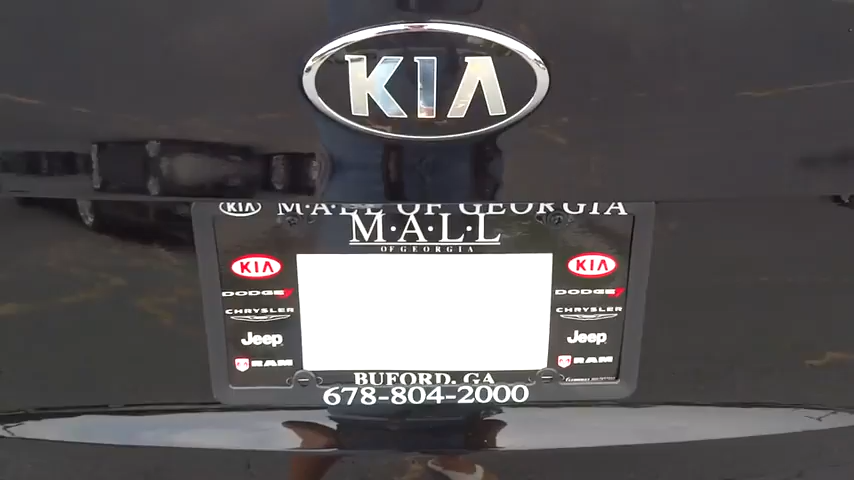 KIA
KIA MALL OF GEORGIA
M·A·L·L
OF GEORGIA
KIA KIA
DODGE DODGE
CHRYSLER CHRYSLER
Jeep Jeep
RAM RAM
BUFORD, GA
678-804-2000